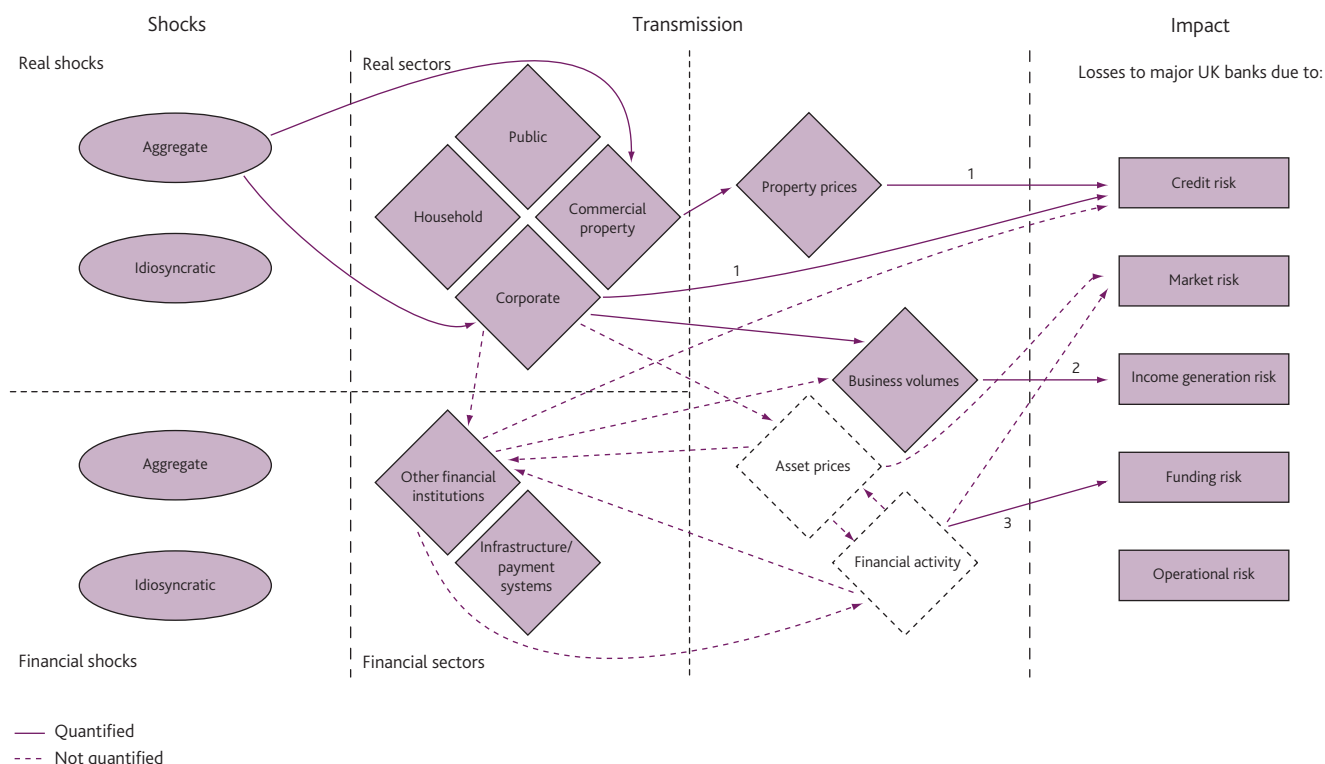 Shocks
Transmission
Impact
Real shocks
Real sectors
Losses to major UK banks due to:
Aggregate
Idiosyncratic
Public
Household
Commercial
property
Corporate
Property prices
1
1
Credit risk
Market risk
Business volumes
2
Income generation risk
Aggregate
Idiosyncratic
Other financial
institutions
Infrastructure/
payment
systems
Asset prices
Financial activity
3
Funding risk
Operational risk
Financial shocks
Financial sectors
Quantified
Not quantified